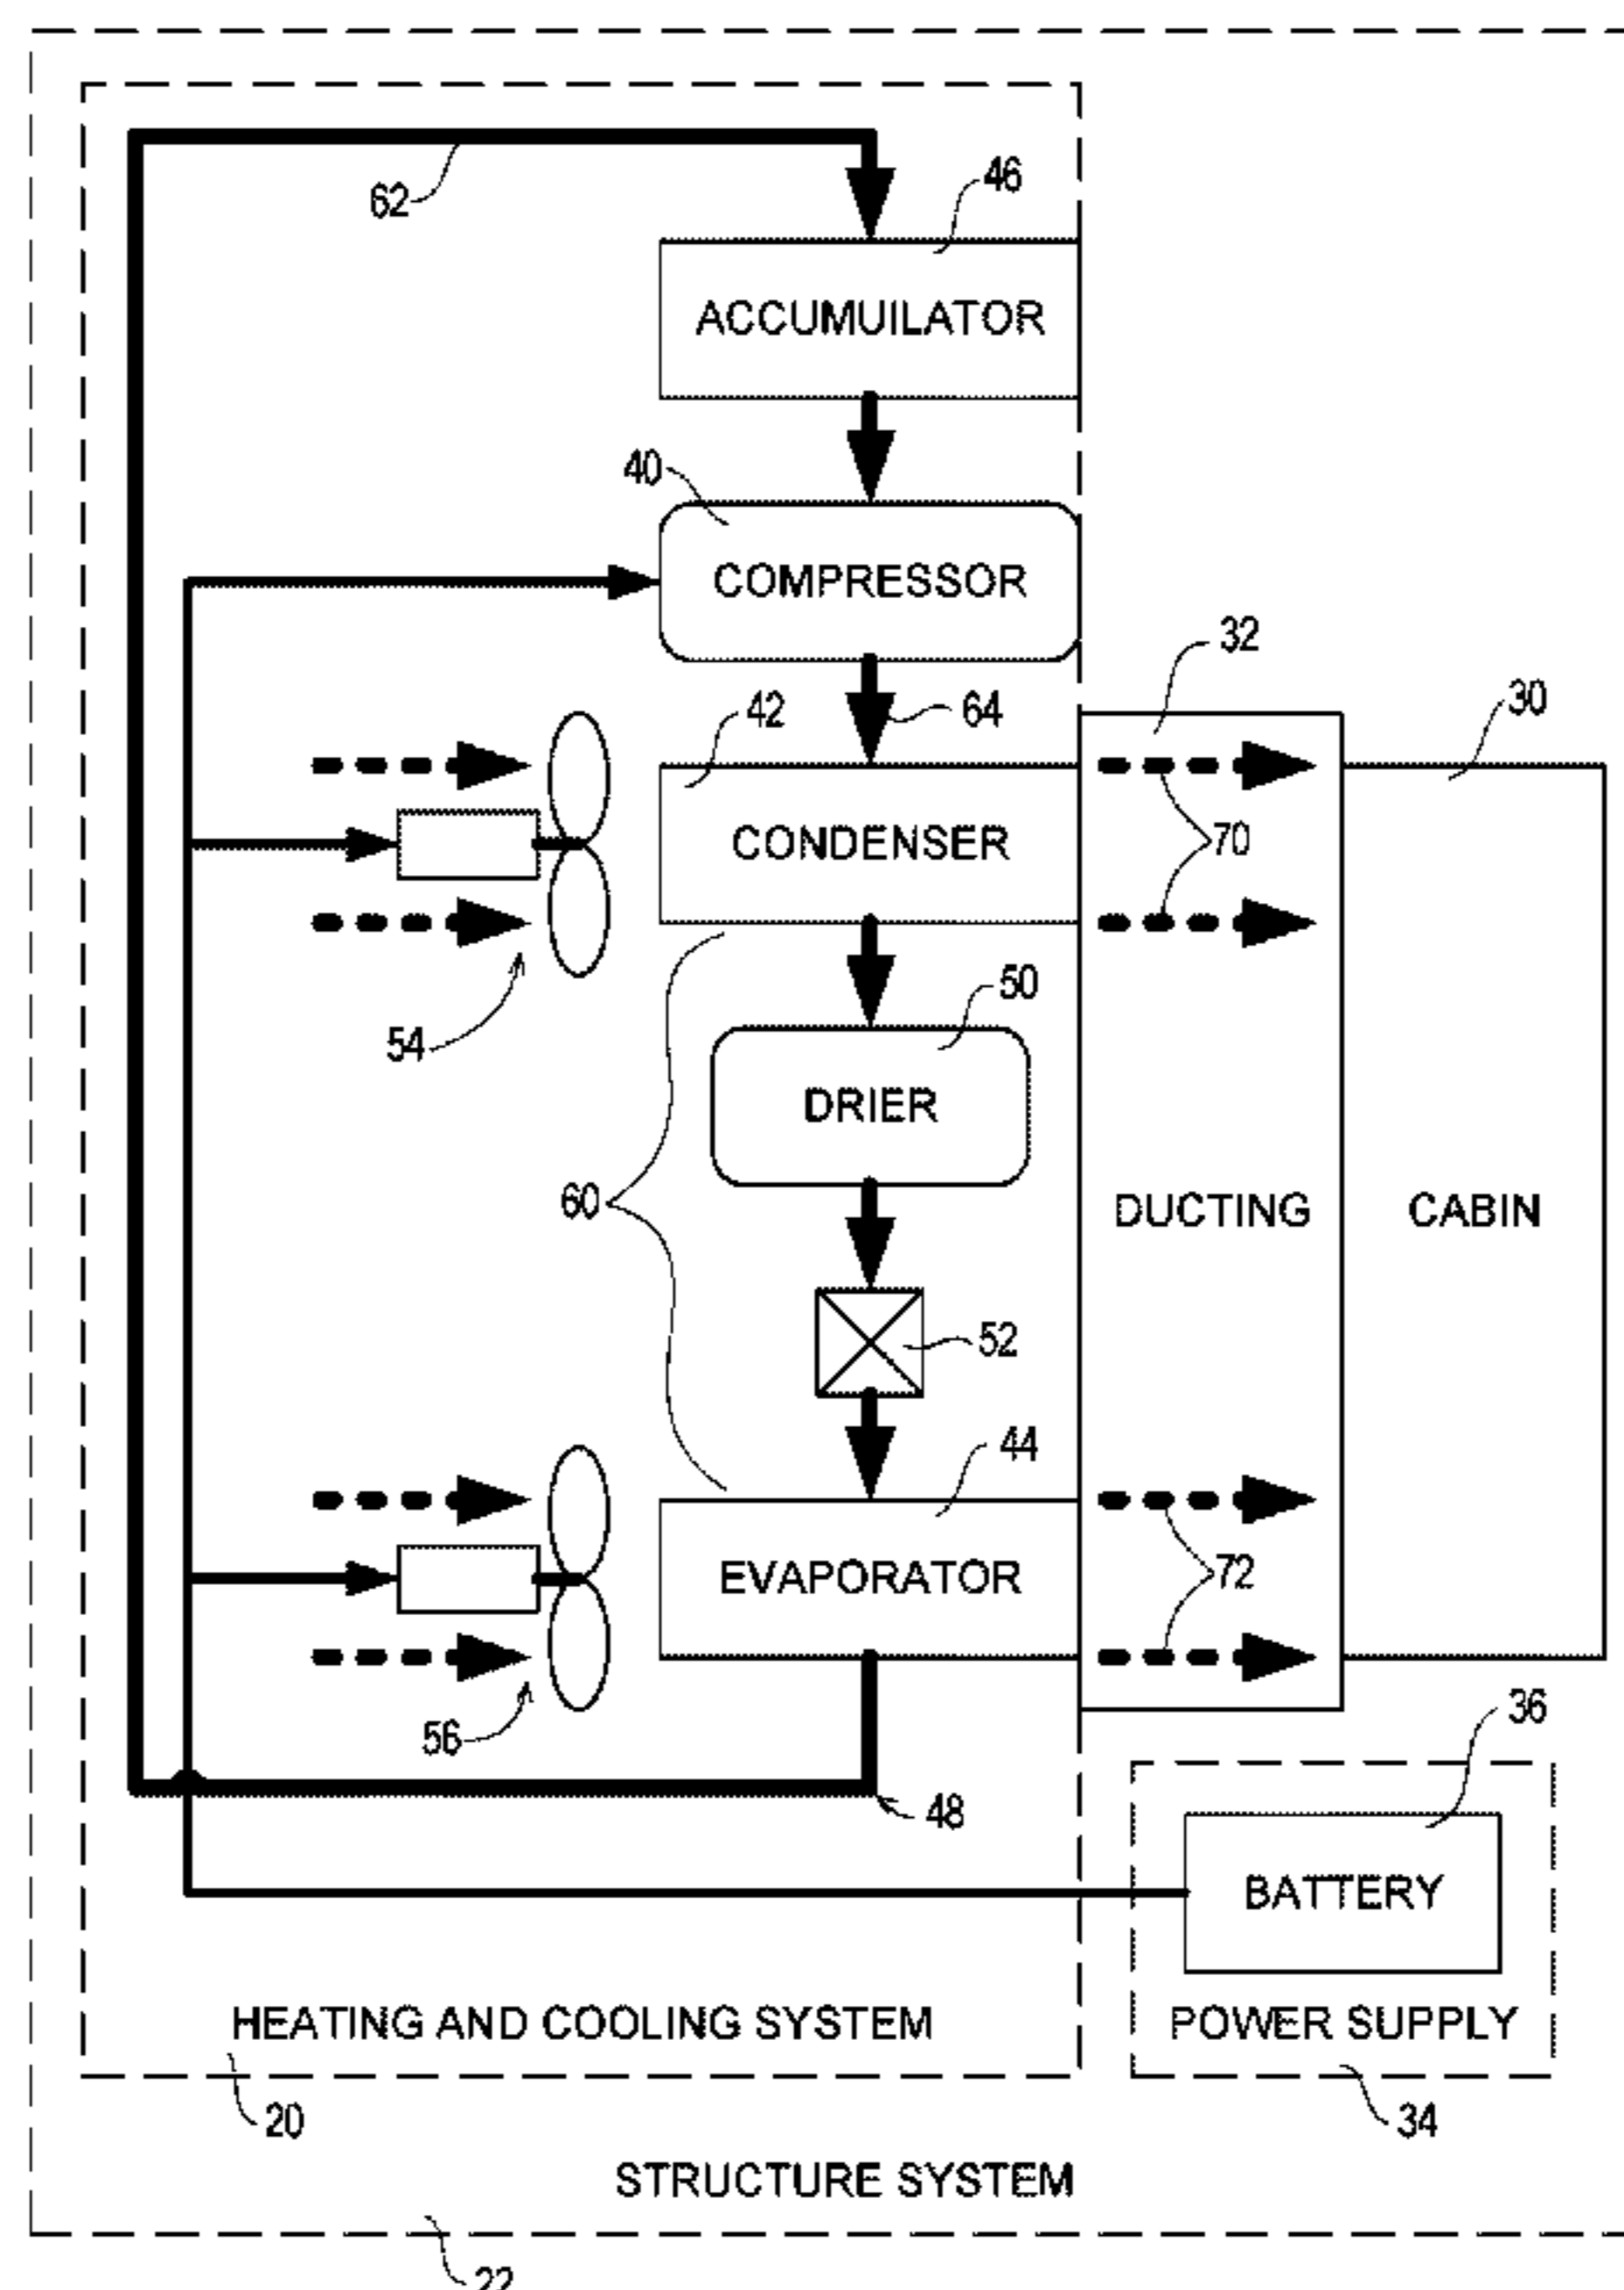 62
46
ACCUMUILATOR
40
COMPRESSOR
32
30
42
64
CONDENSER
70
54
50
DRIER
60
DUCTING
CABIN
52
44
EVAPORATOR
72
56
36
48
BATTERY
HEATING AND COOLING SYSTEM
POWER SUPPLY
20
34
STRUCTURE SYSTEM
22